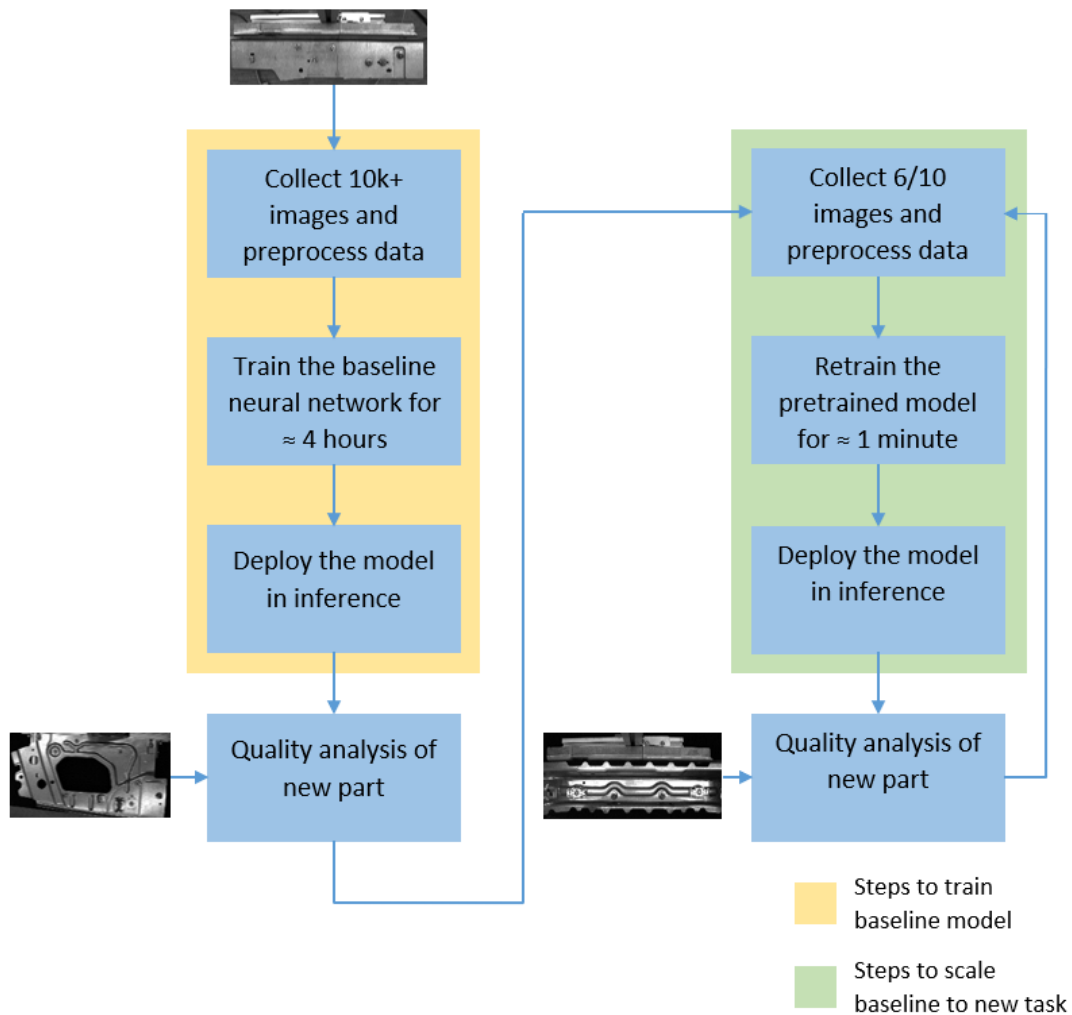 Collect 10k+
images and
preprocess data
Train the baseline
neural network for
≈ 4 hours
Deploy the model
in inference
Quality analysis of
new part
Collect 6/10
images and
preprocess data
Retrain the
pretrained model
for ≈ 1 minute
Deploy the model
in inference
Quality analysis of
new part
Steps to train
baseline model
Steps to scale
baseline to new task